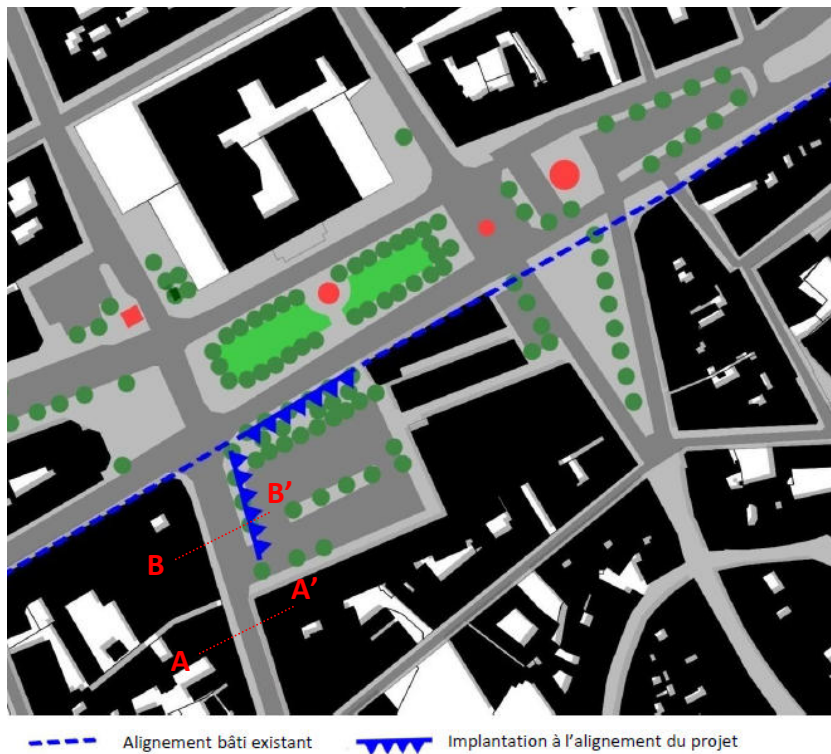 B’
B
A’
A
Alignement bâti existant
Implantation à l’alignement du projet